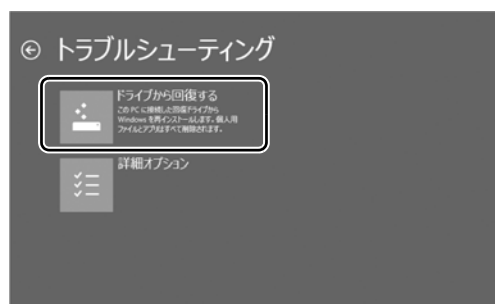 トラブルシューティング
ドライブから回復する
この PC に接続した回復ドライブから
Windows を再インストールします。個人用
ファイルとアプリはすべて削除されます。
詳細オプション